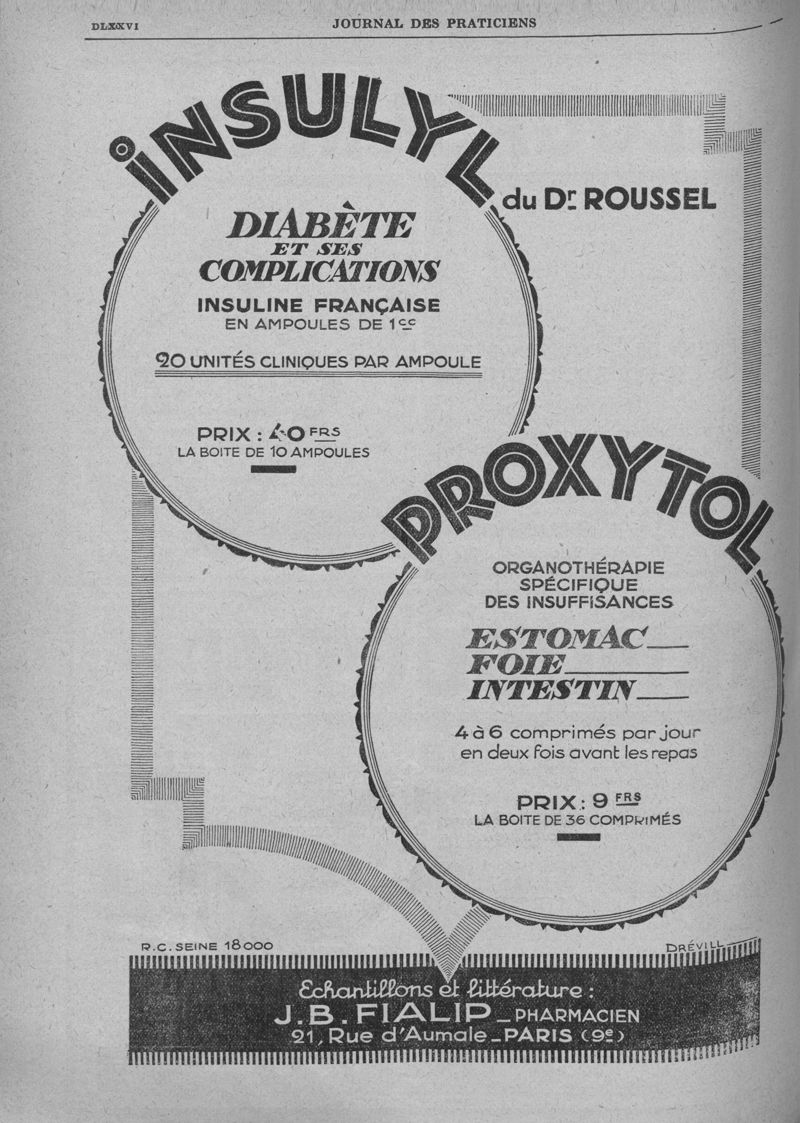 DLXXVI
JOURNAL DES PRATICIENS
INSULYL
du Dr ROUSSEL
DIABÈTE
ET SES
COMPLICATIONS
INSULINE FRANÇAISE
EN AMPOULES DE 1cc
20 UNITÉS CLINIQUES PAR AMPOULE
PRIX : 40 FRS
LA BOITE DE 10 AMPOULES
PROXYTOL
ORGANOTHÉRAPIE
SPÉCIFIQUE
DES INSUFFISANCES
ESTOMAC
FOIE
INTESTIN
4 à 6 comprimés par jour
en deux fois avant les repas
PRIX : 9 FRS
LA BOITE DE 36 COMPRIMÉS
R.C. SEINE 18000
DRÉVILL
Echantillons et littérature :
J.B. FIALIP _ PHARMACIEN
21, Rue d'Aumale _ PARIS (9e)